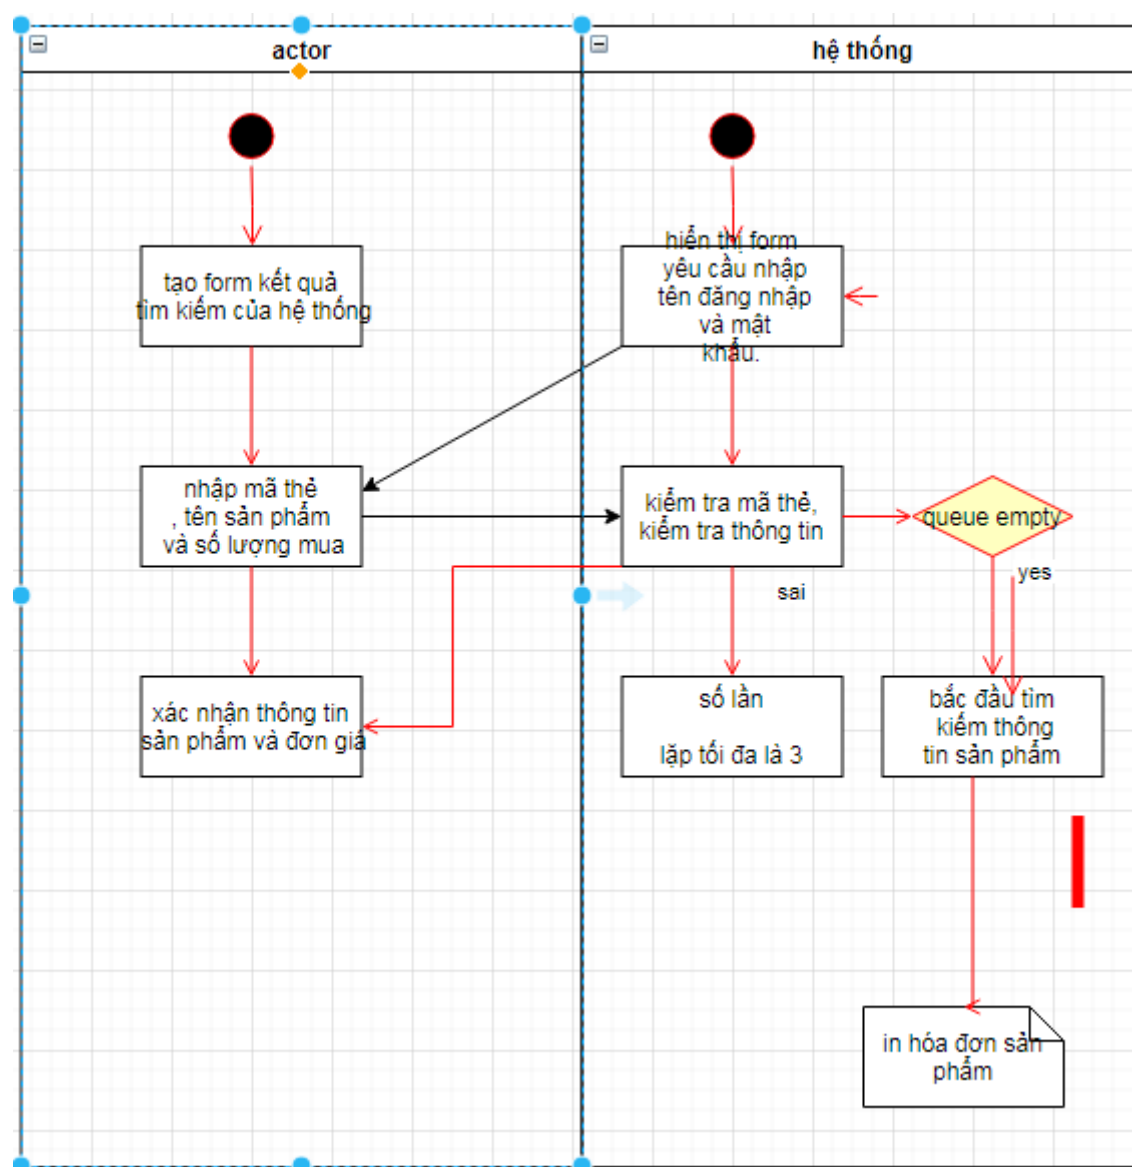 actor
hệ thống
tạo form kết quả
tìm kiếm của hệ thống
hiển thị form
yêu cầu nhập
tên đăng nhập
và mật
khẩu.
nhập mã thẻ
, tên sản phẩm
và số lượng mua
kiểm tra mã thẻ,
kiểm tra thông tin
queue empty
yes
sai
xác nhận thông tin
sản phẩm và đơn giá
số lần
lặp tối đa là 3
bắc đầu tìm
kiếm thông
tin sản phẩm
in hóa đơn sản
phẩm